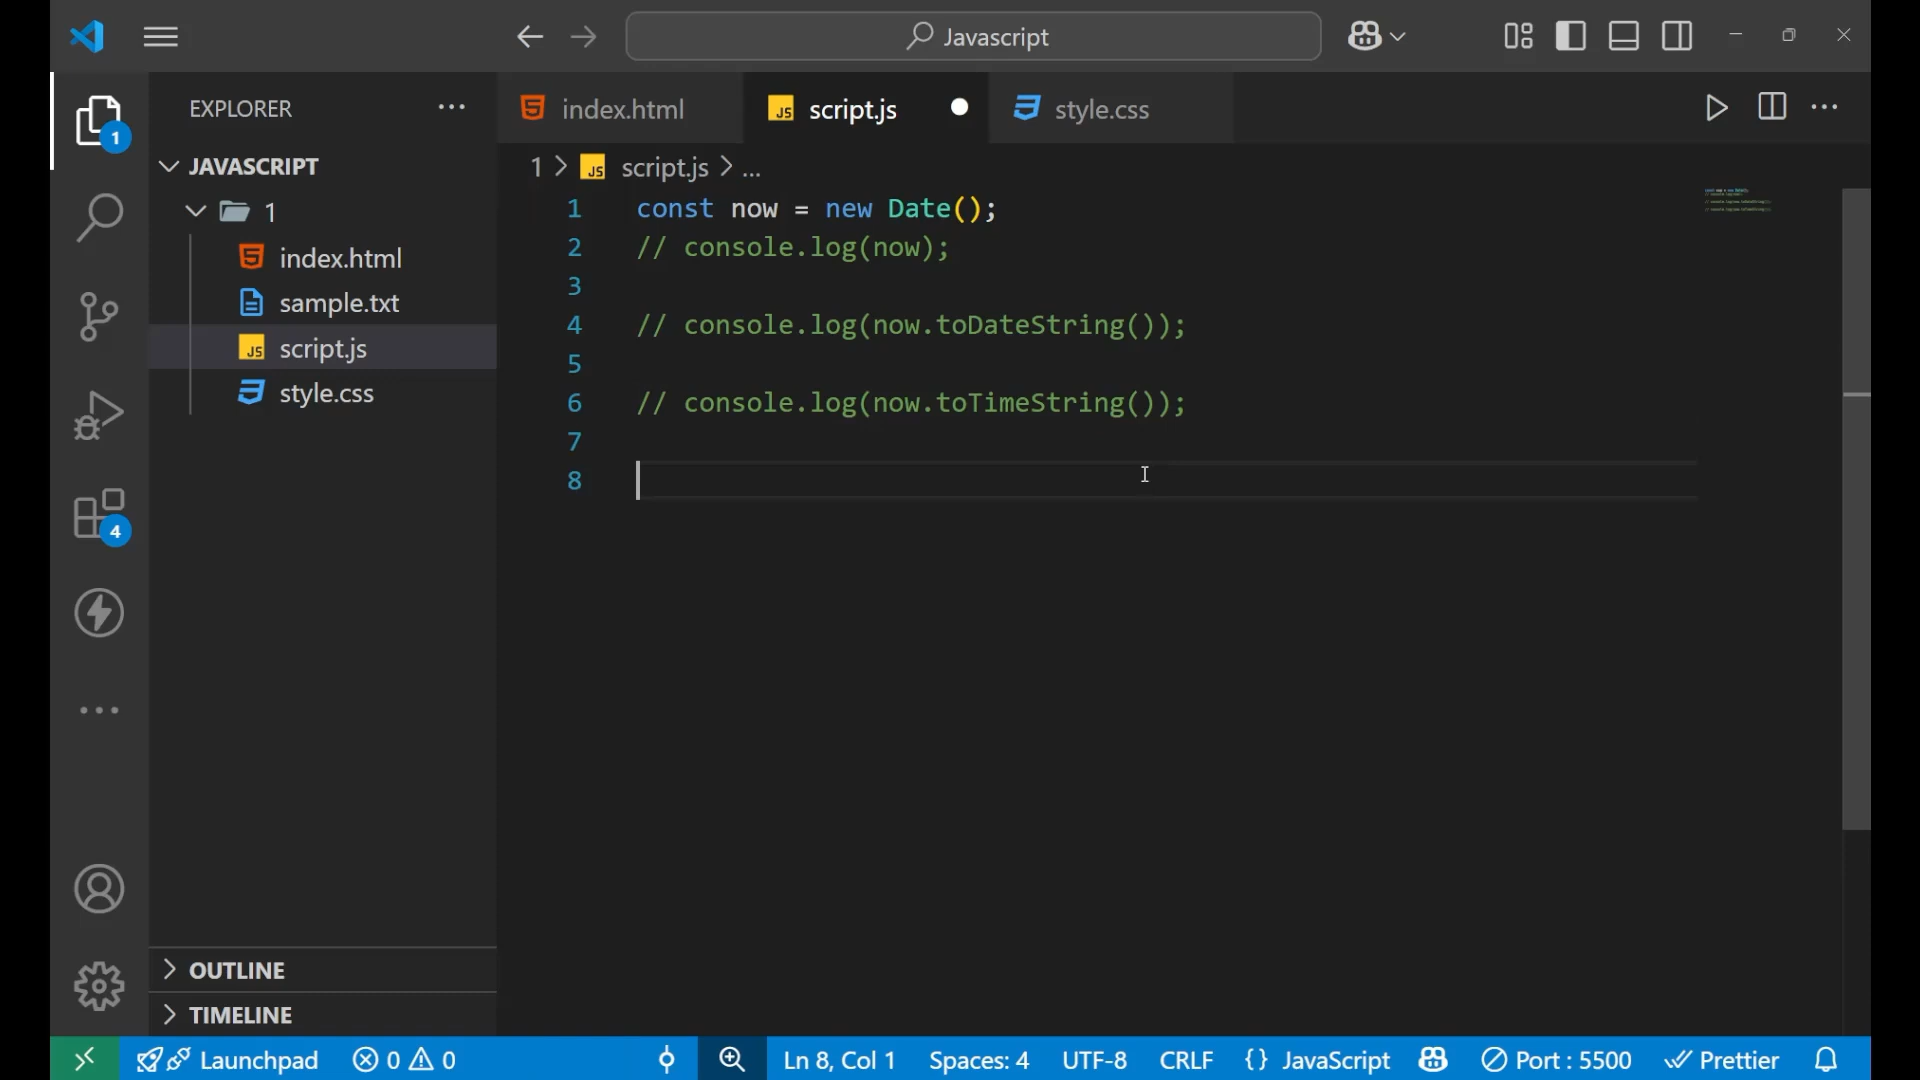 Javascript
EXPLORER
index.html
script.js
style.css
1
JAVASCRIPT
1
index.html
sample.txt
script.js
style.css
4
1 > script.js > ...
1 const now = new Date();
2 // console.log(now);
3
4 // console.log(now.toDateString());
5
6 // console.log(now.toTimeString());
7
8
OUTLINE
TIMELINE
Launchpad 0 0 Ln 8, Col 1 Spaces: 4 UTF-8 CRLF {} JavaScript Port : 5500 Prettier